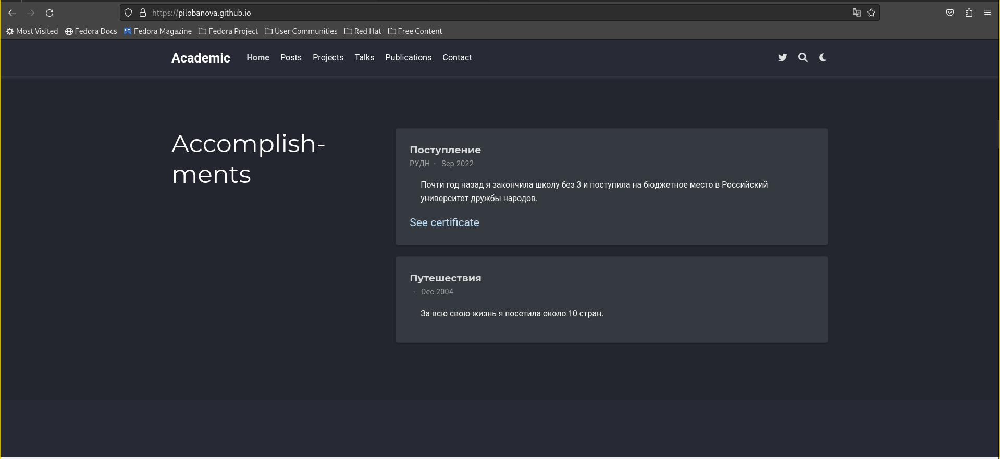 https://pilobanova.github.io
Most Visited Fedora Docs Fedora Magazine Fedora Project User Communities Red Hat Free Content
Academic Home Posts Projects Talks Publications Contact
Accomplish-
ments
Поступление
РУДН · Sep 2022
Почти год назад я закончила школу без 3 и поступила на бюджетное место в Российский
университет дружбы народов.
See certificate
Путешествия
· Dec 2004
За всю свою жизнь я посетила около 10 стран.